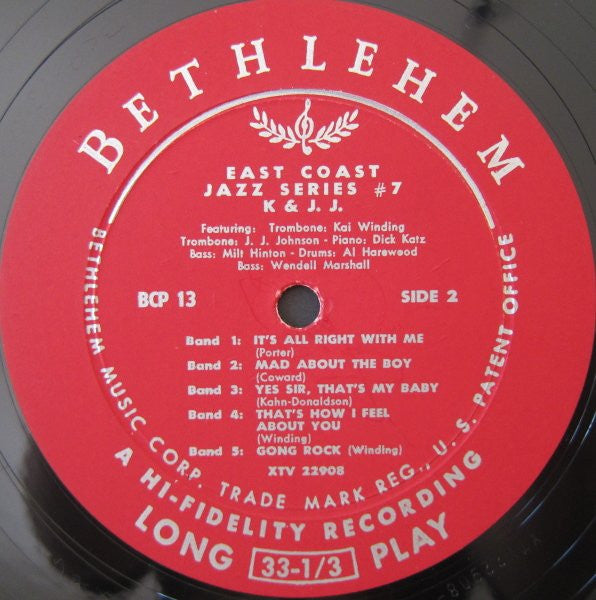 BETHLEHEM
EAST COAST
JAZZ SERIES #7
K & J. J.
Featuring: Trombone: Kai Winding
Trombone: J. J. Johnson - Piano: Dick Katz
Bass: Milt Hinton - Drums: Al Harewood
Bass: Wendell Marshall
BCP 13
SIDE 2
Band 1: IT'S ALL RIGHT WITH ME
(Porter)
Band 2: MAD ABOUT THE BOY
(Coward)
Band 3: YES SIR, THAT'S MY BABY
(Kahn-Donaldson)
Band 4: THAT'S HOW I FEEL
ABOUT YOU
(Winding)
Band 5: GONG ROCK (Winding)
XTV 22908
BETHLEHEM MUSIC CORP. TRADE MARK REG., U. S. PATENT OFFICE
A HI-FIDELITY RECORDING
LONG 33-1/3 PLAY